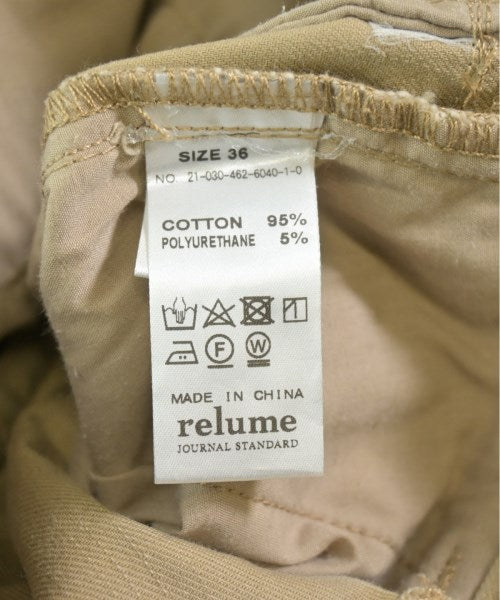 SIZE 36
NO. 21-030-462-6040-1-0
COTTON 95%
POLYURETHANE 5%
F W
MADE IN CHINA
relume
JOURNAL STANDARD